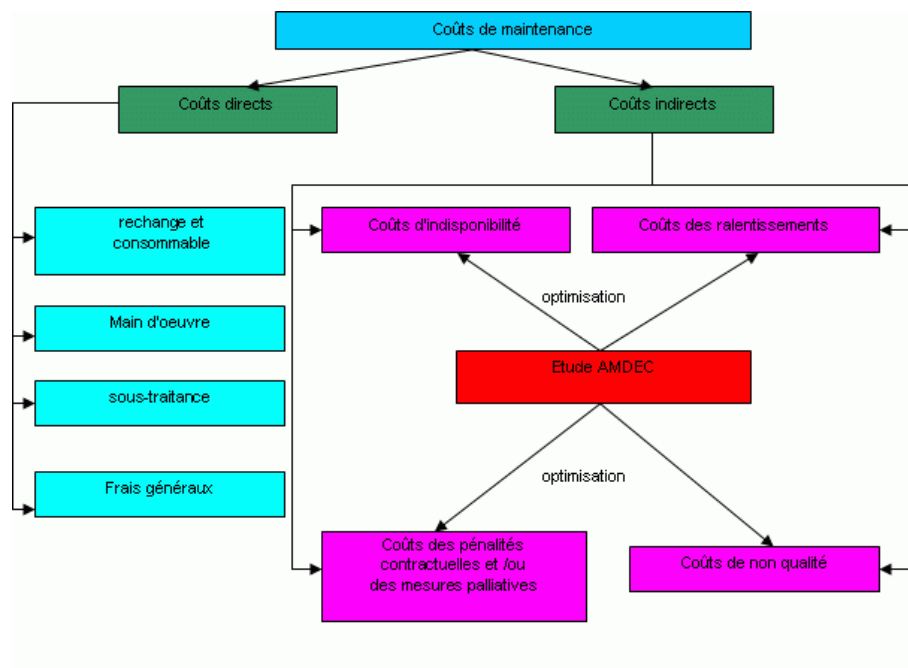 Coûts de maintenance
Coûts directs
Coûts indirects
rechange et
consommable
Coûts d'indisponibilité
Coûts des ralentissements
optimisation
Main d'oeuvre
Etude AMDEC
sous-traitance
optimisation
Frais généraux
Coûts des pénalités
contractuelles et /ou
des mesures palliatives
Coûts de non qualité